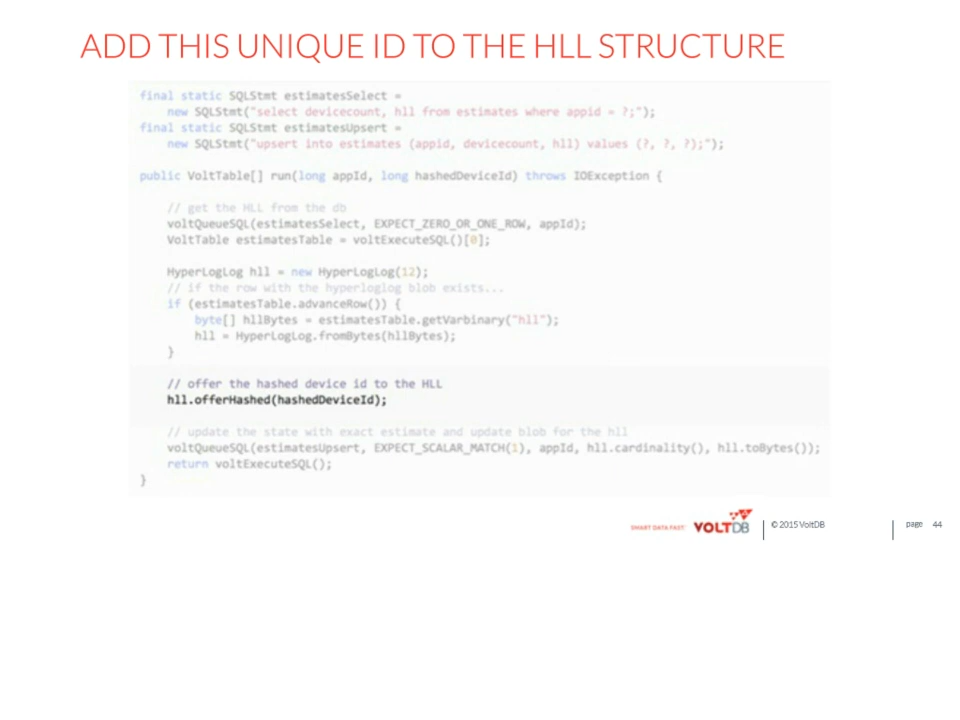 ADD THIS UNIQUE ID TO THE HLL STRUCTURE
final static SQLStmt estimatesSelect =
new SQLStmt("select devicecount, hll from estimates where appid = ?;");
final static SQLStmt estimatesUpsert =
new SQLStmt("upsert into estimates (appid, devicecount, hll) values (?, ?, ?);");
public VoltTable[] run(long appId, long hashedDeviceId) throws IOException {
// get the HLL from the db
voltQueueSQL(estimatesSelect, EXPECT_ZERO_OR_ONE_ROW, appId);
VoltTable estimatesTable = voltExecuteSQL()[0];
HyperLogLog hll = new HyperLogLog(12);
// if the row with the hyperloglog blob exists...
if (estimatesTable.advanceRow()) {
byte[] hllBytes = estimatesTable.getVarbinary("hll");
hll = HyperLogLog.fromBytes(hllBytes);
}
// offer the hashed device id to the HLL
hll.offerHashed(hashedDeviceId);
// update the state with exact estimate and update blob for the hll
voltQueueSQL(estimatesUpsert, EXPECT_SCALAR_MATCH(1), appId, hll.cardinality(), hll.toBytes());
return voltExecuteSQL();
}
SMART DATA FAST VOLTDB © 2015 VoltDB page 44